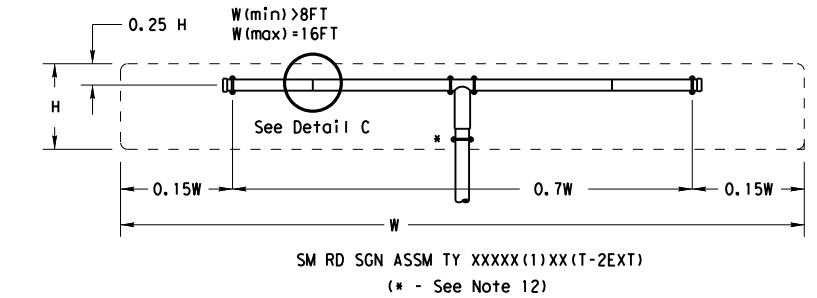 W(min)>8FT
0.25 H
W(max)=16FT
H
See Detail C
*
0.15W
0.7W
0.15W
W
SM RD SGN ASSM TY XXXXX(1)XX(T-2EXT)
(* - See Note 12)